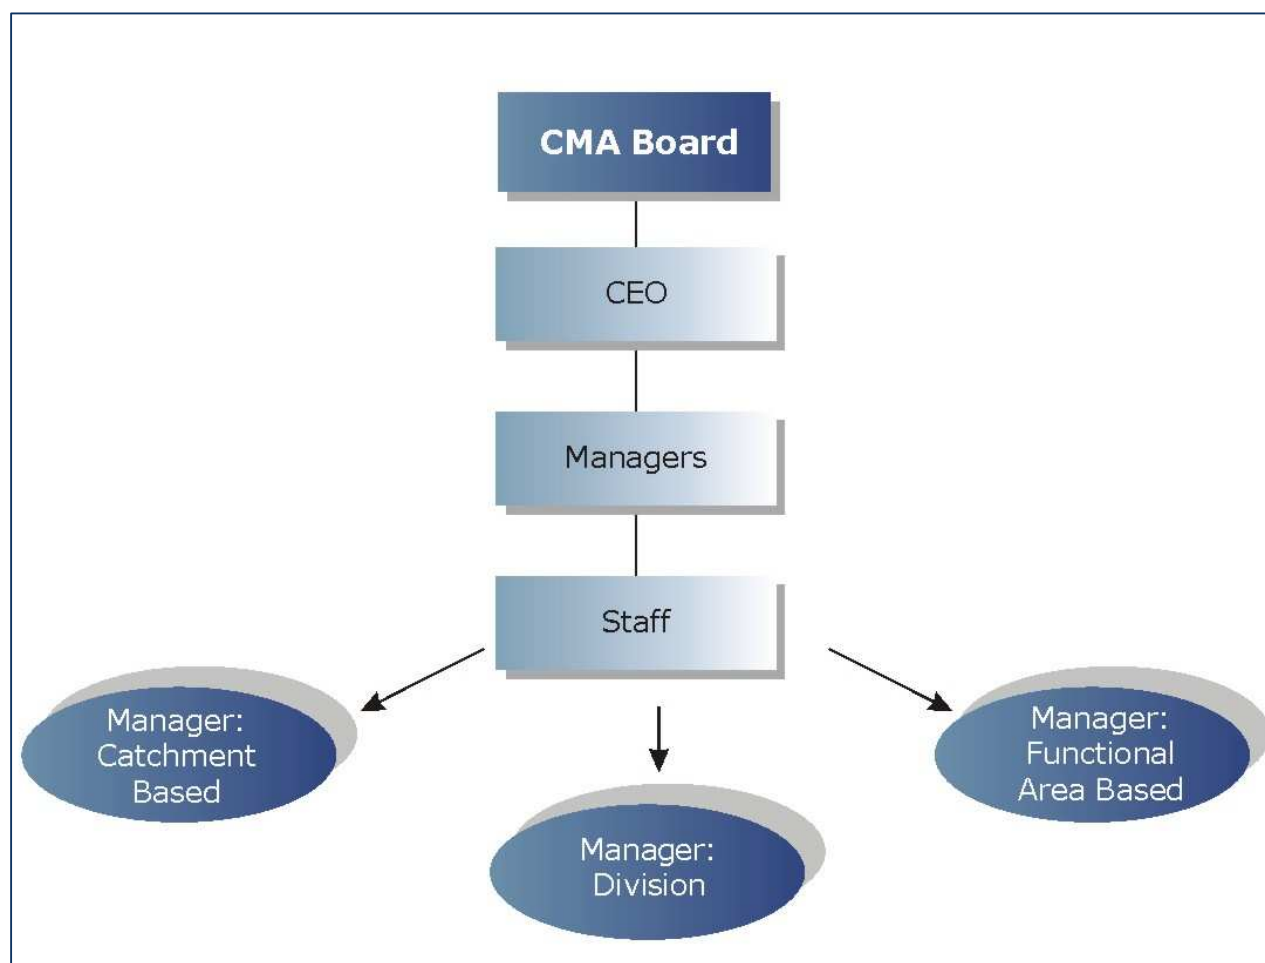 CMA Board
CEO
Managers
Staff
Manager:
Catchment
Based
Manager:
Division
Manager:
Functional
Area Based